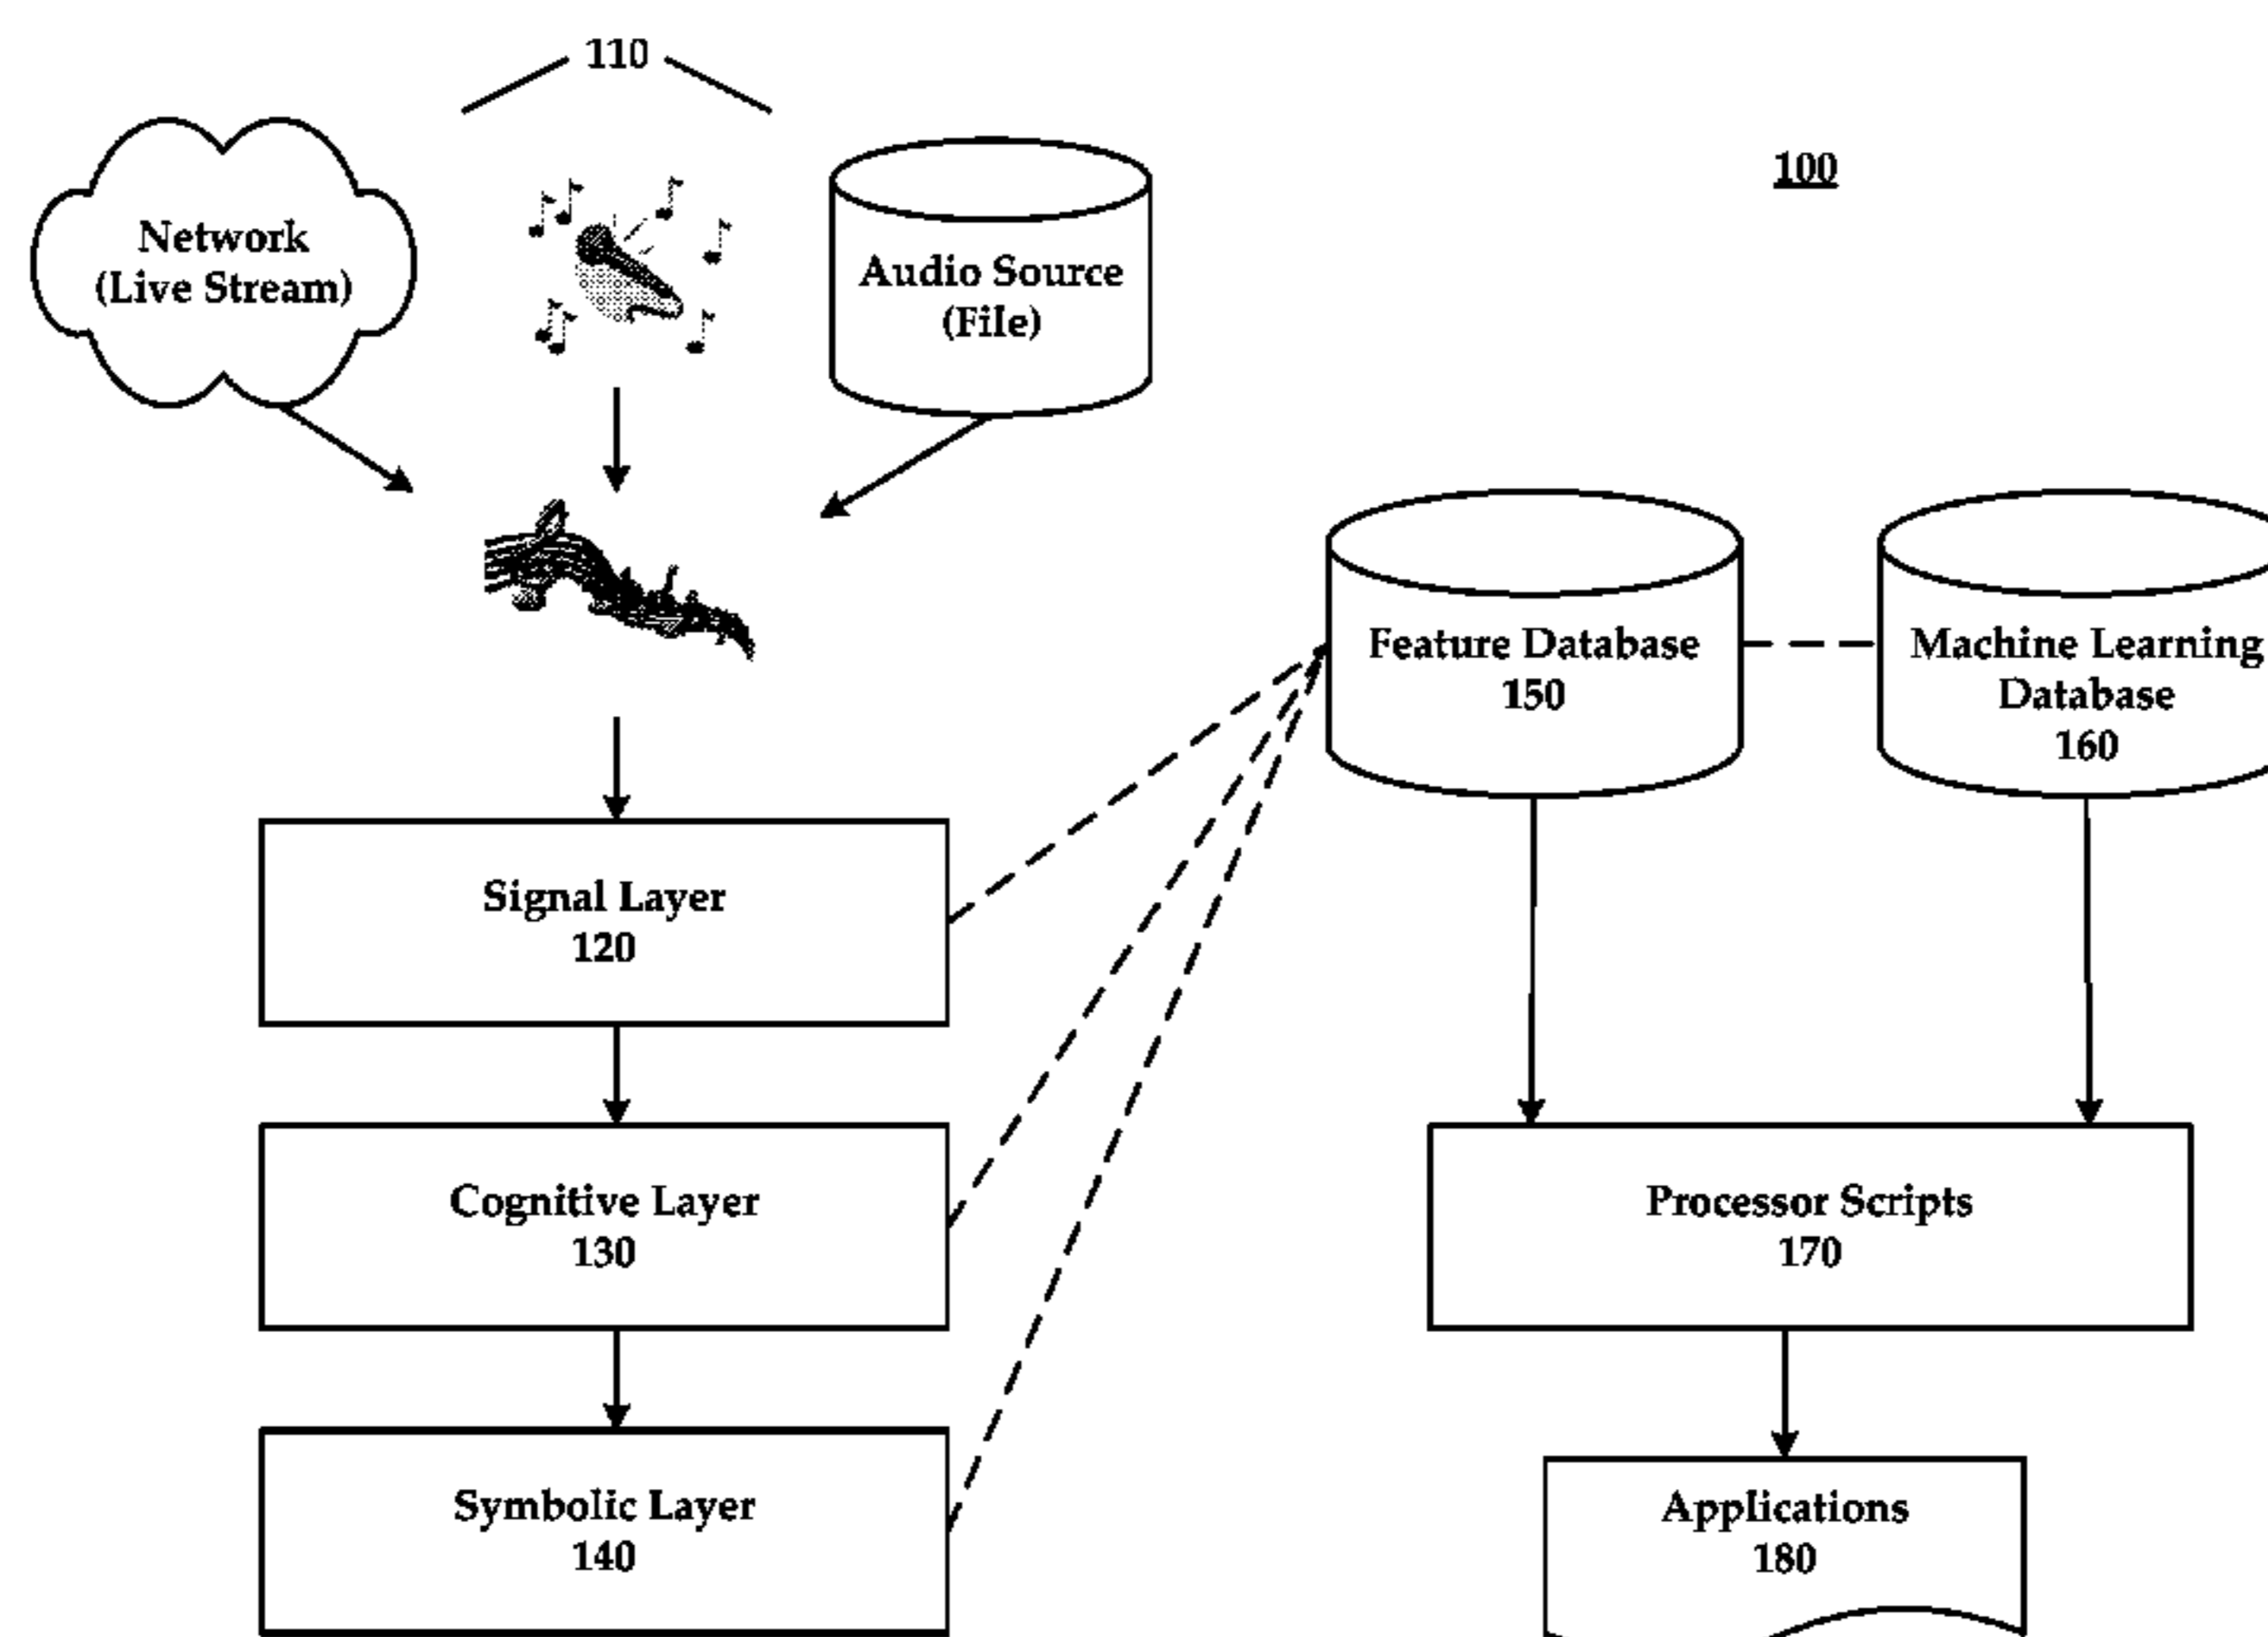 110
100
Network
(Live Stream)
Audio Source
(File)
Feature Database
150
Machine Learning
Database
160
Signal Layer
120
Cognitive Layer
130
Processor Scripts
170
Symbolic Layer
140
Applications
180